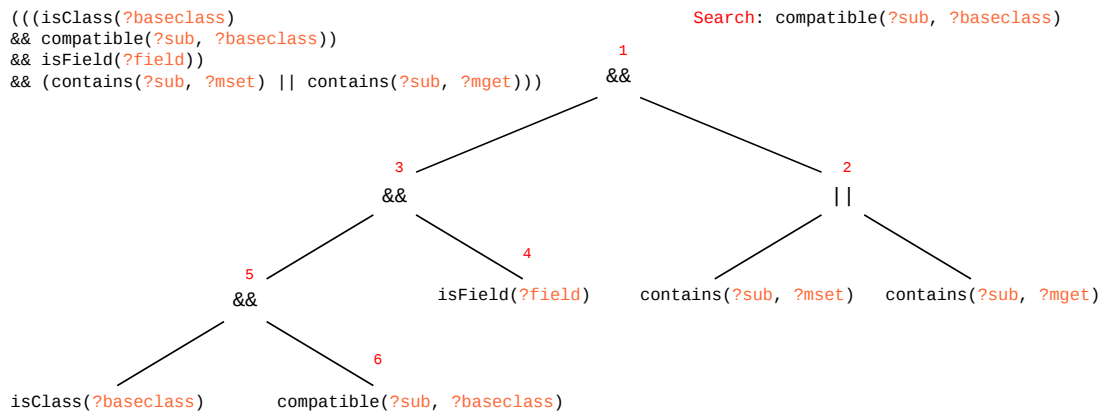 (((isClass(?baseclass)
&& compatible(?sub, ?baseclass))
&& isField(?field))
&& (contains(?sub, ?mset) || contains(?sub, ?mget)))
Search: compatible(?sub, ?baseclass)
1
&&
3
&&
2
||
5
&&
4
isField(?field)
contains(?sub, ?mset)
contains(?sub, ?mget)
6
isClass(?baseclass)
compatible(?sub, ?baseclass)